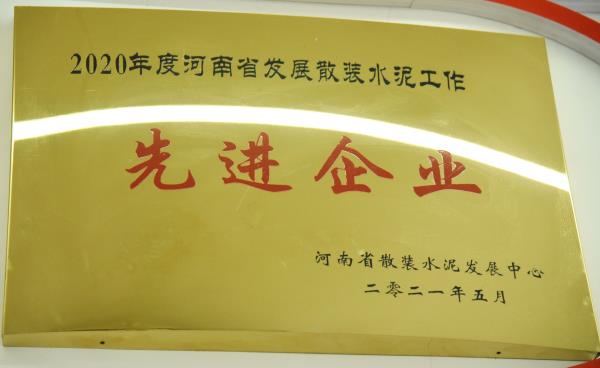 2020年度河南省发展散装水泥工作
先进企业
河南省散装水泥发展中心
二零二一年五月